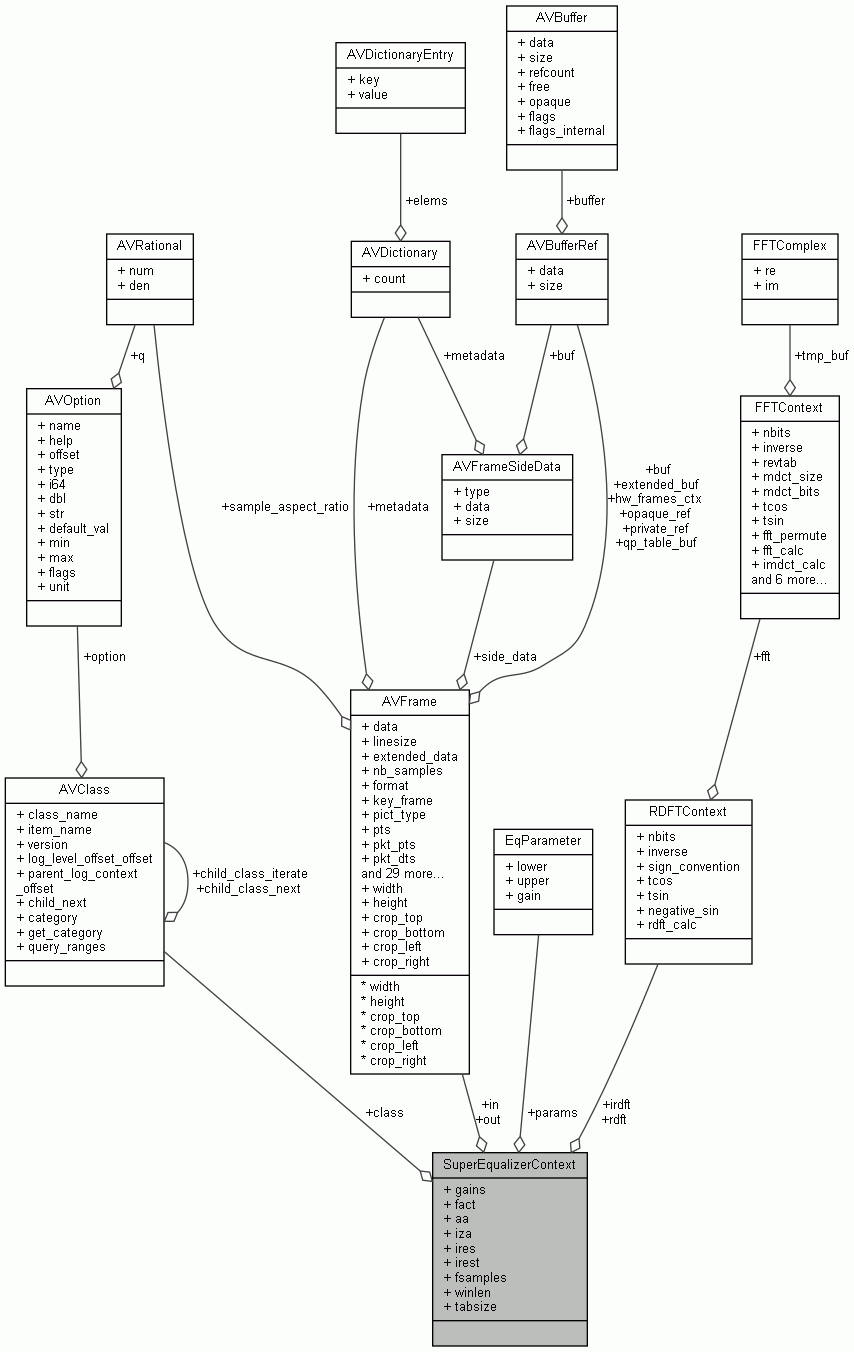 AVBuffer
+ data
+ size
+ refcount
+ free
+ opaque
+ flags
+ flags_internal
AVDictionaryEntry
+ key
+ value
+elems
+buffer
AVRational
+ num
+ den
AVDictionary
+ count
AVBufferRef
+ data
+ size
FFTComplex
+ re
+ im
+q
+metadata
+buf
+tmp_buf
AVOption
+ name
+ help
+ offset
+ type
+ i64
+ dbl
+ str
+ default_val
+ min
+ max
+ flags
+ unit
FFTContext
+ nbits
+ inverse
+ revtab
+ mdct_size
+ mdct_bits
+ tcos
+ tsin
+ fft_permute
+ fft_calc
+ imdct_calc
and 6 more...
AVFrameSideData
+ type
+ data
+ size
+sample_aspect_ratio
+metadata
+buf
+extended_buf
+hw_frames_ctx
+opaque_ref
+private_ref
+qp_table_buf
+option
+side_data
+fft
AVFrame
+ data
+ linesize
+ extended_data
+ nb_samples
+ format
+ key_frame
+ pict_type
+ pts
+ pkt_pts
+ pkt_dts
and 29 more...
+ width
+ height
+ crop_top
+ crop_bottom
+ crop_left
+ crop_right
* width
* height
* crop_top
* crop_bottom
* crop_left
* crop_right
AVClass
+ class_name
+ item_name
+ version
+ log_level_offset_offset
+ parent_log_context
_offset
+ child_next
+ category
+ get_category
+ query_ranges
+child_class_iterate
+child_class_next
EqParameter
+ lower
+ upper
+ gain
RDFTContext
+ nbits
+ inverse
+ sign_convention
+ tcos
+ tsin
+ negative_sin
+ rdft_calc
+class
+in
+out
+params
+irdft
+rdft
SuperEqualizerContext
+ gains
+ fact
+ aa
+ iza
+ ires
+ irest
+ fsamples
+ winlen
+ tabsize